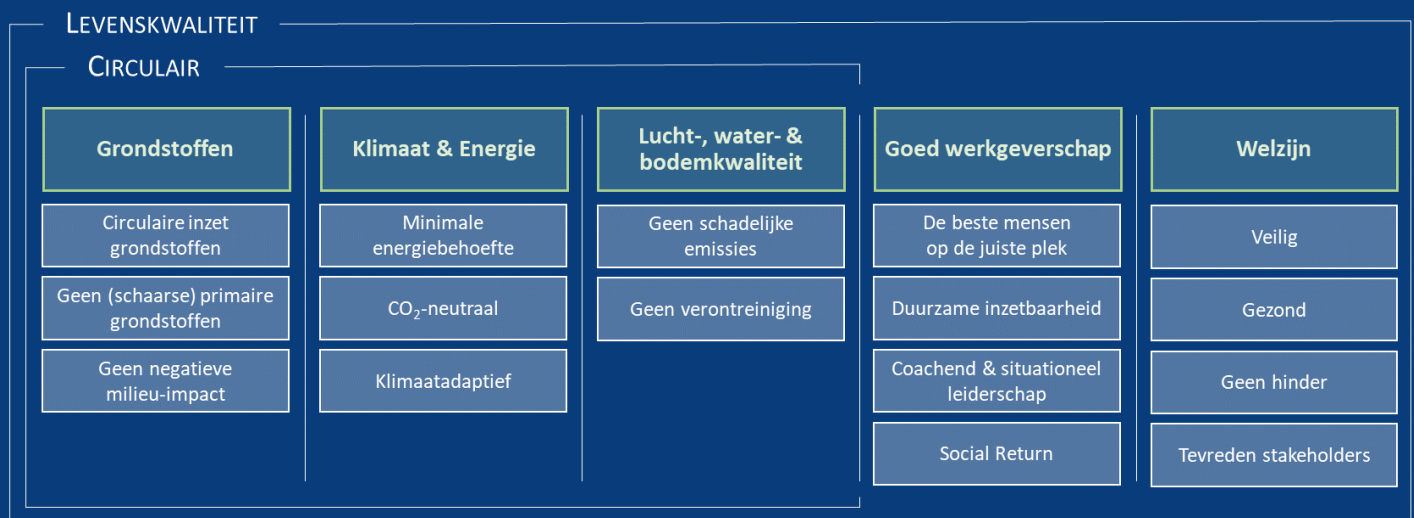 LEVENSKWALITEIT
CIRCULAIR
Grondstoffen
Circulaire inzet
grondstoffen
Geen (schaarse) primaire
grondstoffen
Geen negatieve
milieu-impact
Klimaat & Energie
Minimale
energiebehoefte
CO₂-neutraal
Klimaatadaptief
Lucht-, water- &
bodemkwaliteit
Geen schadelijke
emissies
Geen verontreiniging
Goed werkgeverschap
De beste mensen
op de juiste plek
Duurzame inzetbaarheid
Coachend & situationeel
leiderschap
Social Return
Welzijn
Veilig
Gezond
Geen hinder
Tevreden stakeholders